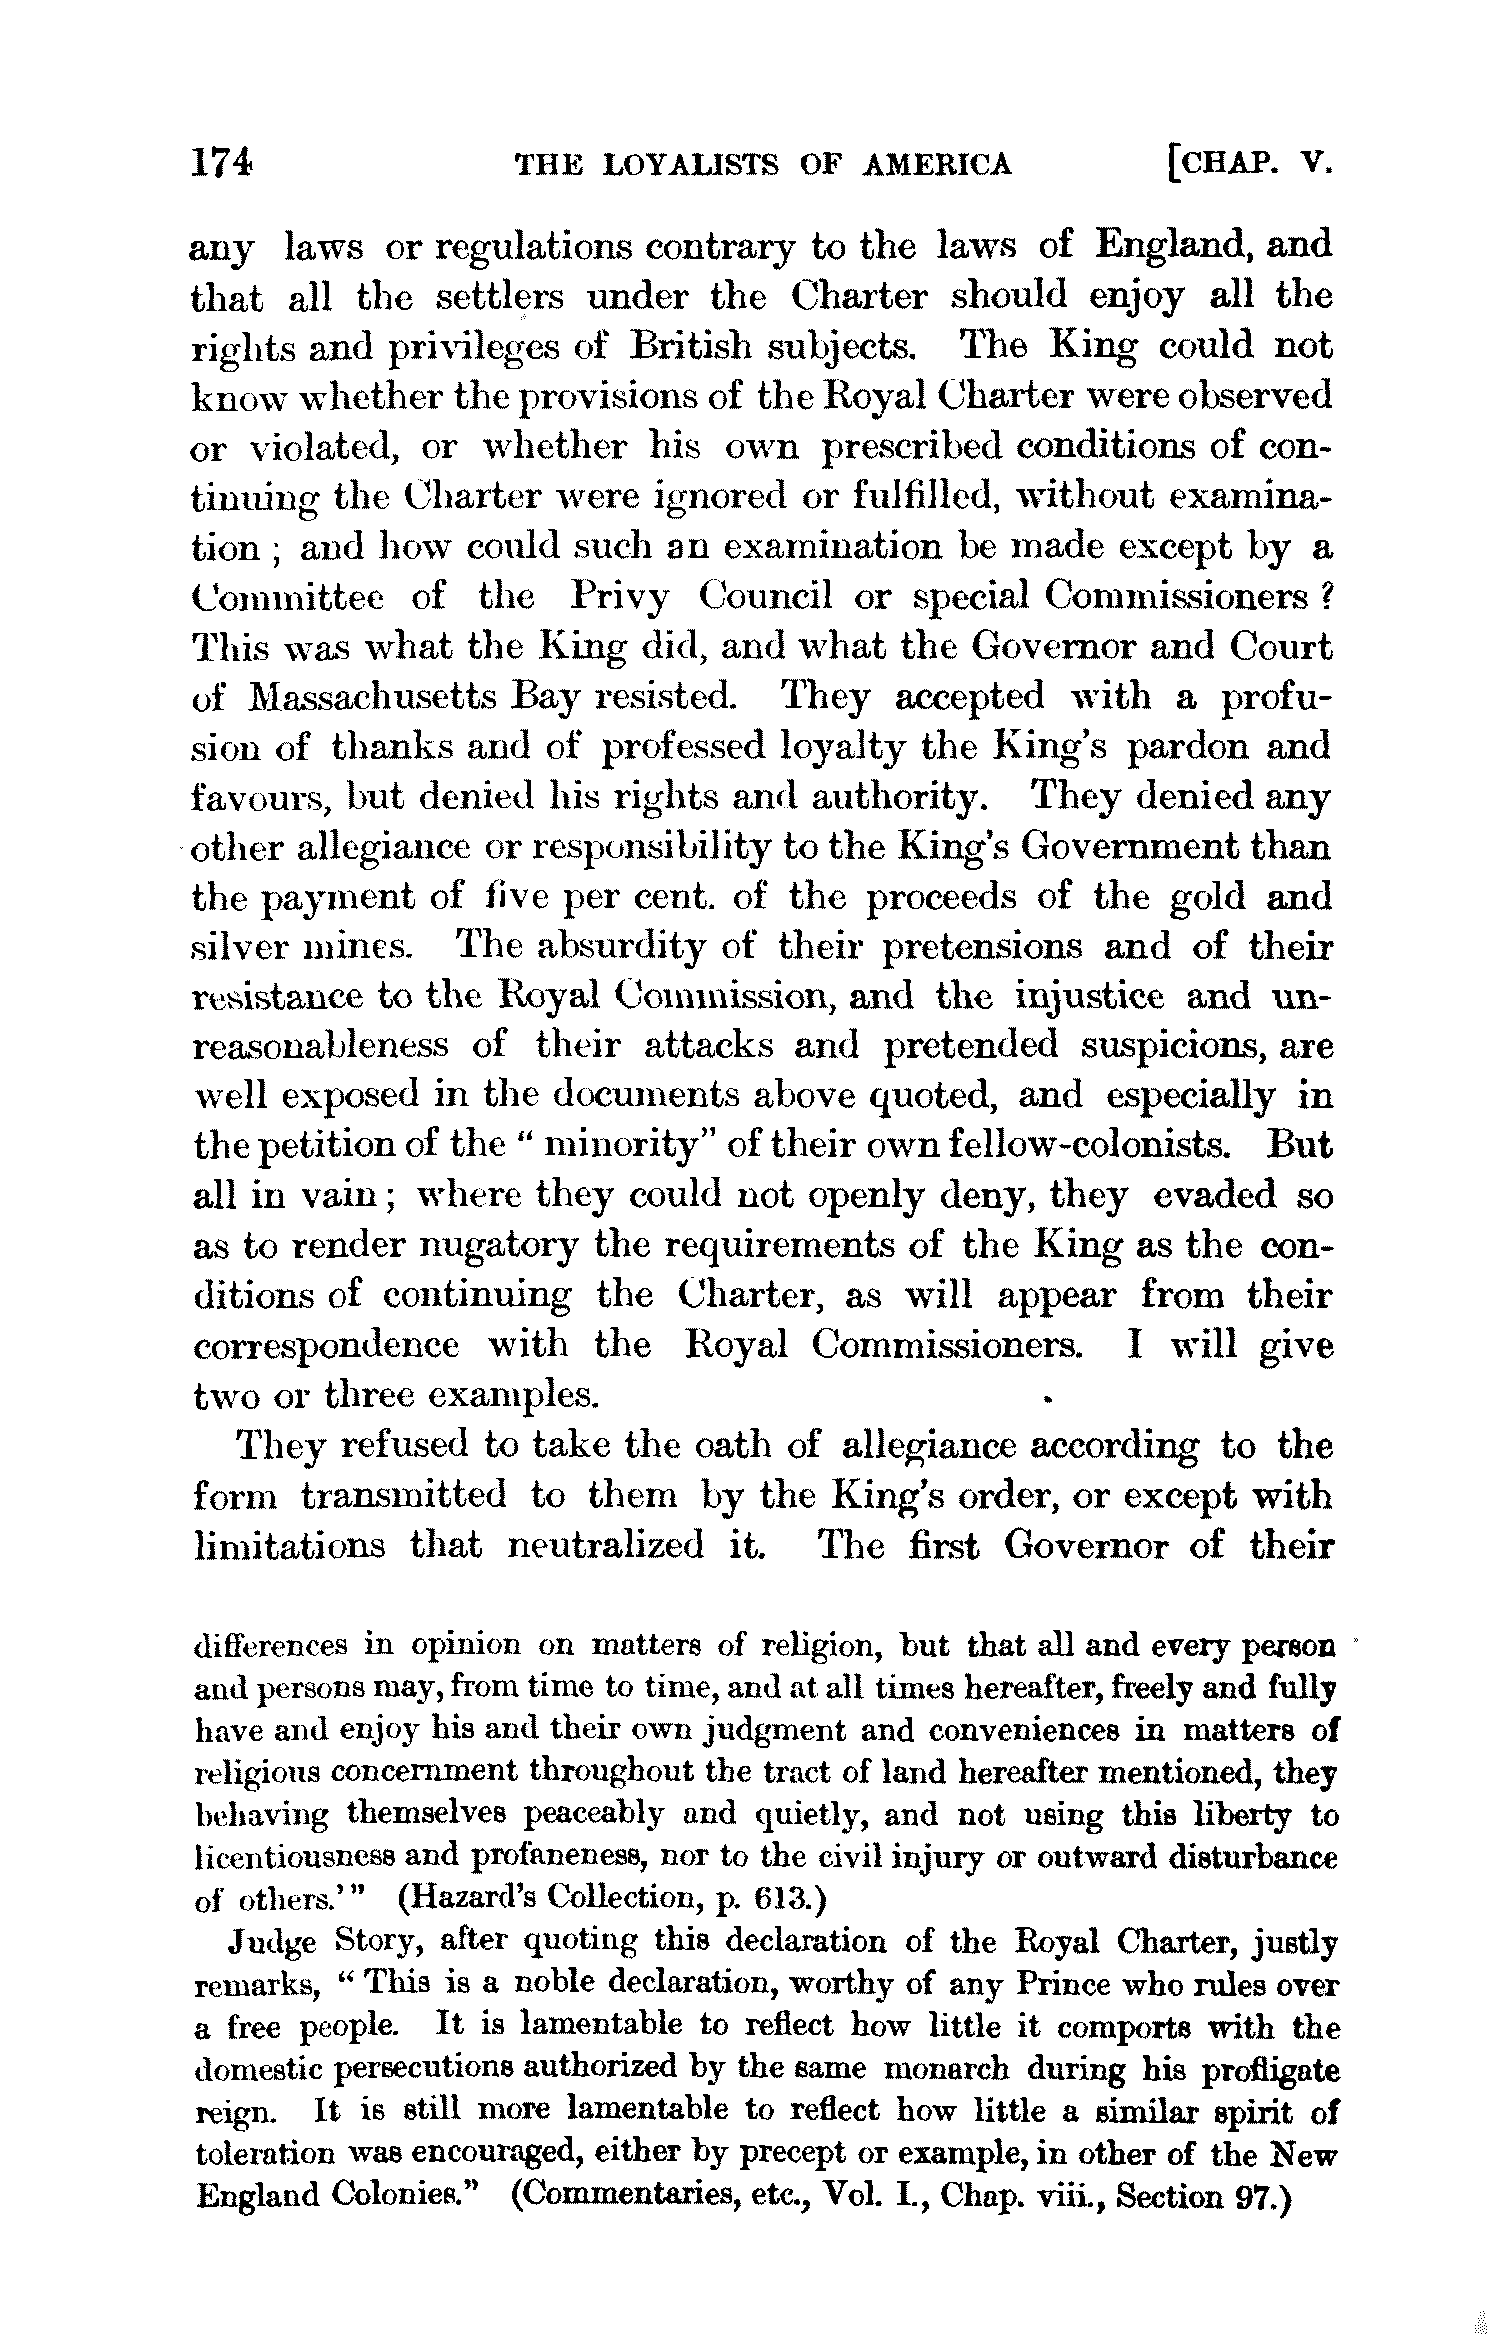 174 THE LOYALISTS OF AMERICA [CHAP. V.
any laws or regulations contrary to the laws of England, and
that all the settlers under the Charter should enjoy all the
rights and privileges of British subjects. The King could not
know whether the provisions of the Royal Charter were observed
or violated, or whether his own prescribed conditions of con-
tinuing the Charter were ignored or fulfilled, without examina-
tion ; and how could such an examination be made except by a
Committee of the Privy Council or special Commissioners ?
This was what the King did, and what the Governor and Court
of Massachusetts Bay resisted. They accepted with a profu-
sion of thanks and of professed loyalty the King's pardon and
favours, but denied his rights and authority. They denied any
other allegiance or responsibility to the King's Government than
the payment of five per cent. of the proceeds of the gold and
silver mines. The absurdity of their pretensions and of their
resistance to the Royal Commission, and the injustice and un-
reasonableness of their attacks and pretended suspicions, are
well exposed in the documents above quoted, and especially in
the petition of the " minority" of their own fellow-colonists. But
all in vain ; where they could not openly deny, they evaded so
as to render nugatory the requirements of the King as the con-
ditions of continuing the Charter, as will appear from their
correspondence with the Royal Commissioners. I will give
two or three examples.
They refused to take the oath of allegiance according to the
form transmitted to them by the King's order, or except with
limitations that neutralized it. The first Governor of their
differences in opinion on matters of religion, but that all and every person
and persons may, from time to time, and at all times hereafter, freely and fully
have and enjoy his and their own judgment and conveniences in matters of
religious concernment throughout the tract of land hereafter mentioned, they
behaving themselves peaceably and quietly, and not using this liberty to
licentiousness and profaneness, nor to the civil injury or outward disturbance
of others.'" (Hazard's Collection, p. 613.)
Judge Story, after quoting this declaration of the Royal Charter, justly
remarks, " This is a noble declaration, worthy of any Prince who rules over
a free people. It is lamentable to reflect how little it comports with the
domestic persecutions authorized by the same monarch during his profligate
reign. It is still more lamentable to reflect how little a similar spirit of
toleration was encouraged, either by precept or example, in other of the New
England Colonies." (Commentaries, etc., Vol. I., Chap. viii., Section 97.)